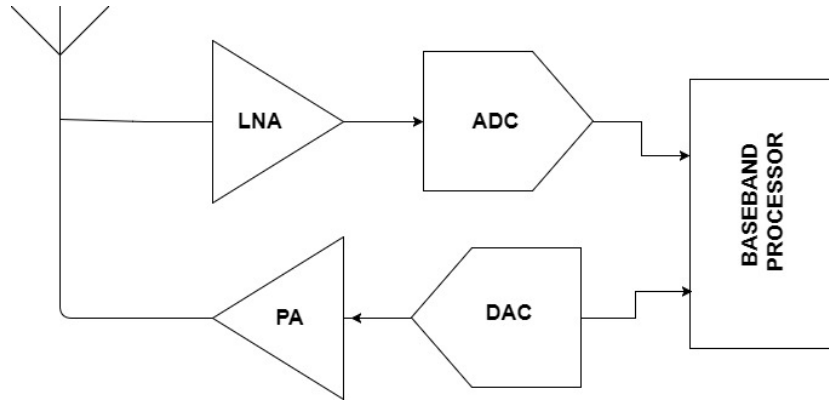 LNA
ADC
BASEBAND
PROCESSOR
PA
DAC